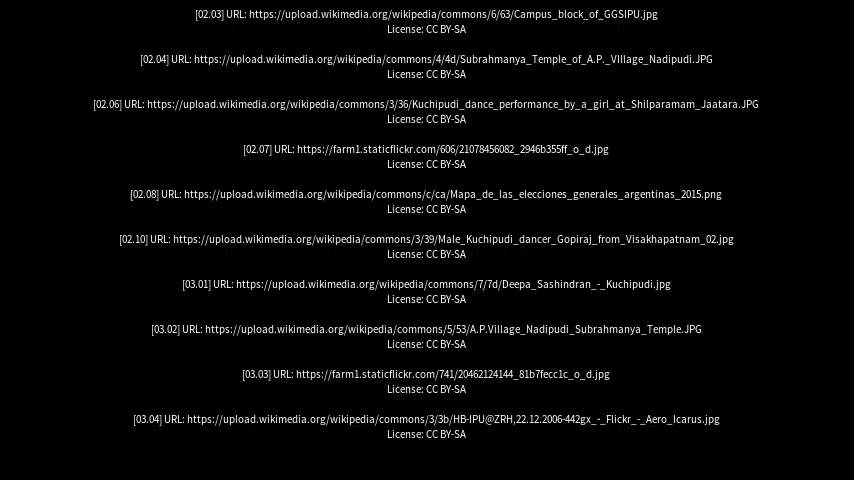 [02.03] URL: https://upload.wikimedia.org/wikipedia/commons/6/63/Campus_block_of_GGSIPU.jpg
License: CC BY-SA
[02.04] URL: https://upload.wikimedia.org/wikipedia/commons/4/4d/Subrahmanya_Temple_of_A.P._VIllage_Nadipudi.JPG
License: CC BY-SA
[02.06] URL: https://upload.wikimedia.org/wikipedia/commons/3/36/Kuchipudi_dance_performance_by_a_girl_at_Shilparamam_Jaatara.JPG
License: CC BY-SA
[02.07] URL: https://farm1.staticflickr.com/606/21078456082_2946b355ff_o_d.jpg
License: CC BY-SA
[02.08] URL: https://upload.wikimedia.org/wikipedia/commons/c/ca/Mapa_de_las_elecciones_generales_argentinas_2015.png
License: CC BY-SA
[02.10] URL: https://upload.wikimedia.org/wikipedia/commons/3/39/Male_Kuchipudi_dancer_Gopiraj_from_Visakhapatnam_02.jpg
License: CC BY-SA
[03.01] URL: https://upload.wikimedia.org/wikipedia/commons/7/7d/Deepa_Sashindran_-_Kuchipudi.jpg
License: CC BY-SA
[03.02] URL: https://upload.wikimedia.org/wikipedia/commons/5/53/A.P.Village_Nadipudi_Subrahmanya_Temple.JPG
License: CC BY-SA
[03.03] URL: https://farm1.staticflickr.com/741/20462124144_81b7fecc1c_o_d.jpg
License: CC BY-SA
[03.04] URL: https://upload.wikimedia.org/wikipedia/commons/3/3b/HB-IPU@ZRH,22.12.2006-442gx_-_Flickr_-_Aero_Icarus.jpg
License: CC BY-SA